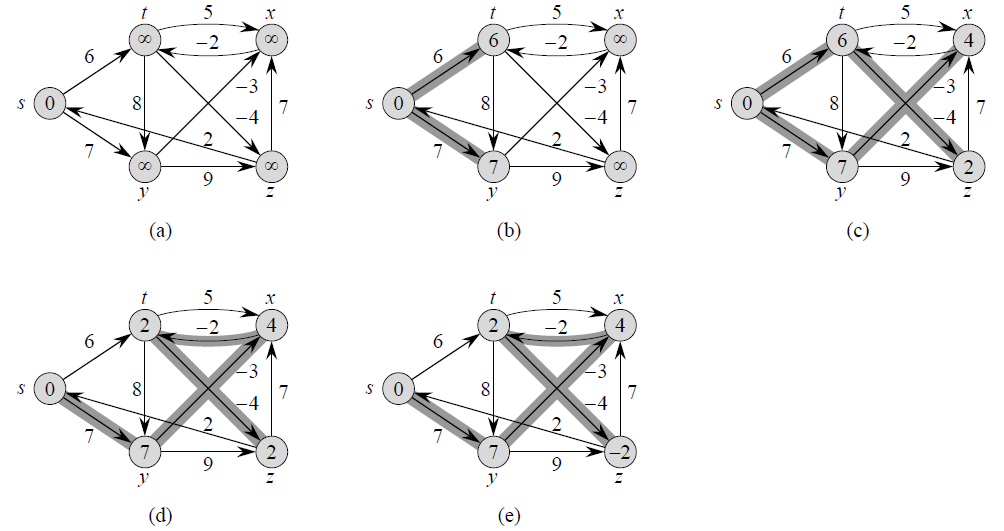 t 5 x
∞ −2 ∞
6
s 0 8 −3 7
−4
7 2
∞ 9 ∞
y z
(a)
t 5 x
6 −2 ∞
6
0 8 −3 7
s
−4
7 2
7 9 ∞
y z
(b)
t 5 x
6 −2 4
6
s 0 8 −3 7
−4
7 2
7 9 2
y z
(c)
t 5 x
2 −2 4
6
s 0 8 −3 7
−4
7 2
7 9 2
y z
(d)
t 5 x
2 −2 4
6
s 0 8 −3 7
−4
7 2
7 9 −2
y z
(e)